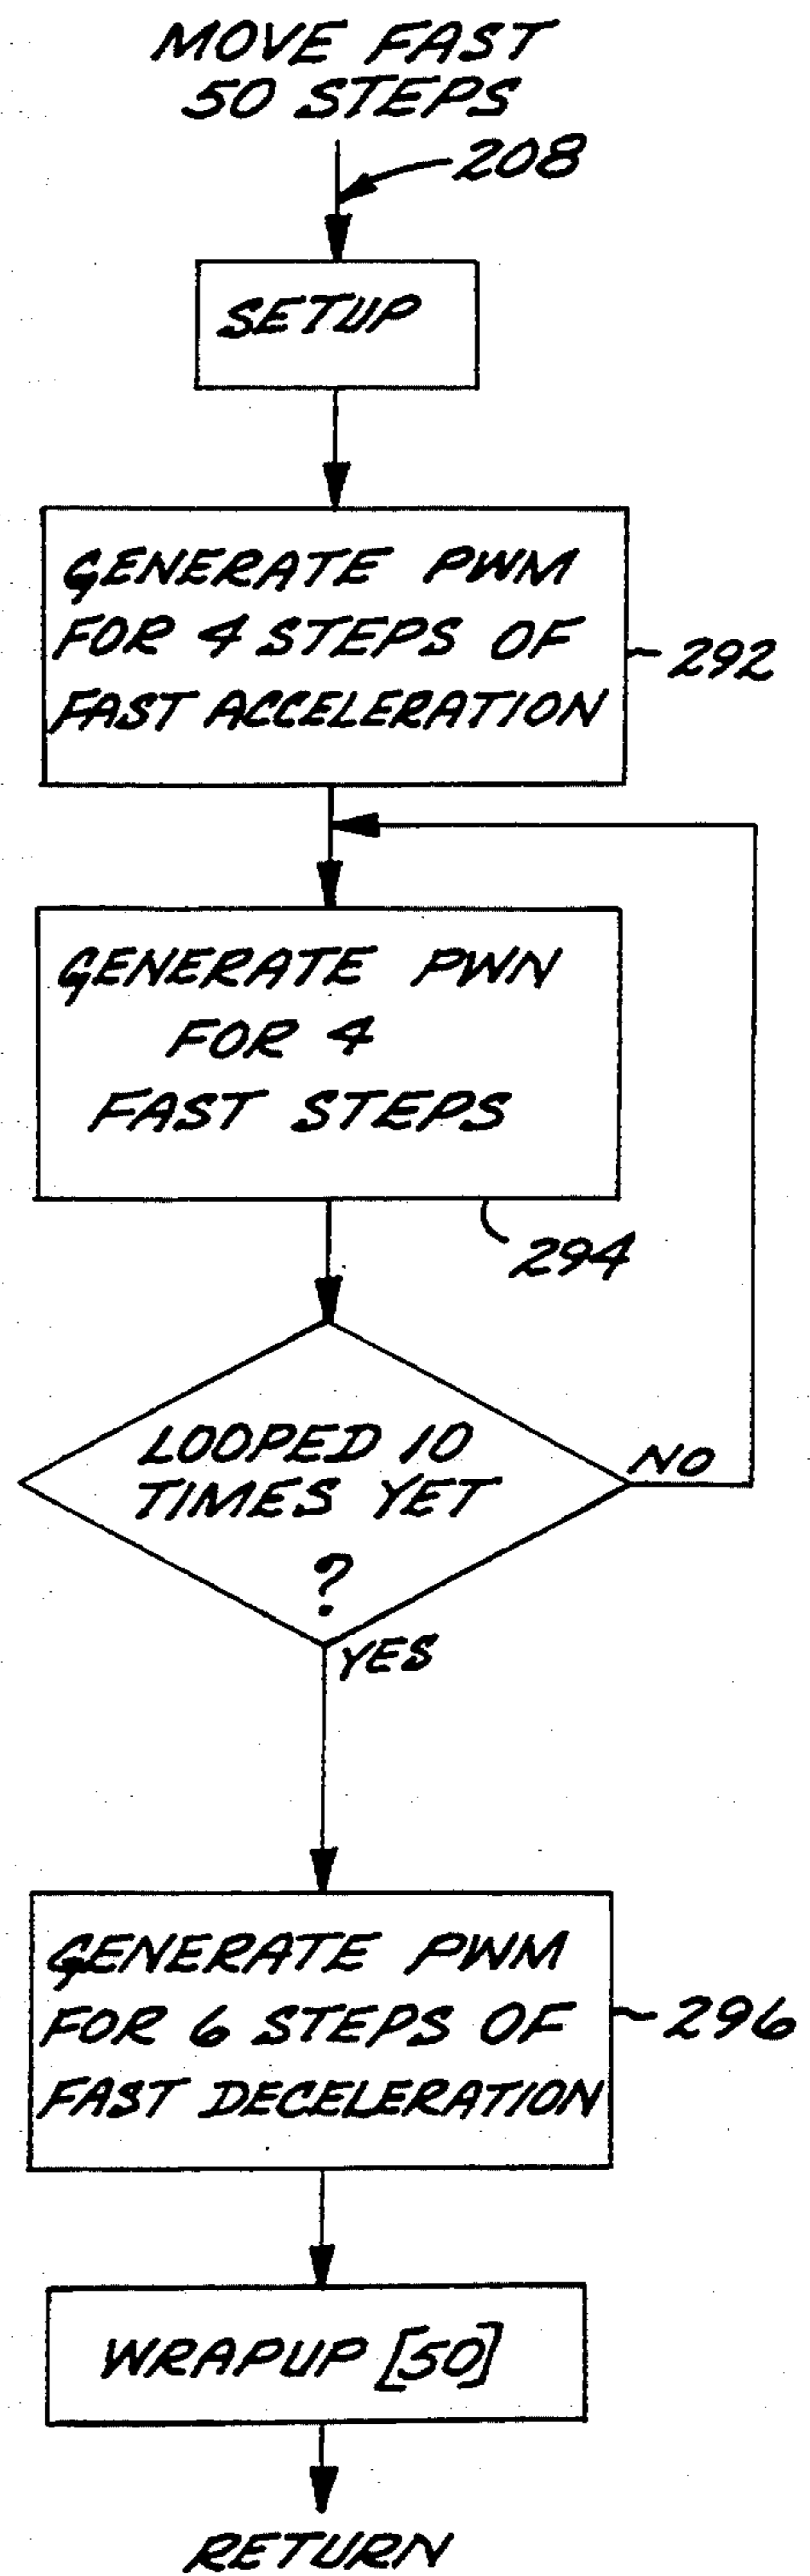 MOVE FAST
50 STEPS
208
SETUP
GENERATE PWM
FOR 4 STEPS OF
FAST ACCELERATION
292
GENERATE PWN
FOR 4
FAST STEPS
294
LOOPED 10
TIMES YET
?
NO
YES
GENERATE PWM
FOR 6 STEPS OF
FAST DECELERATION
296
WRAPUP [50]
RETURN